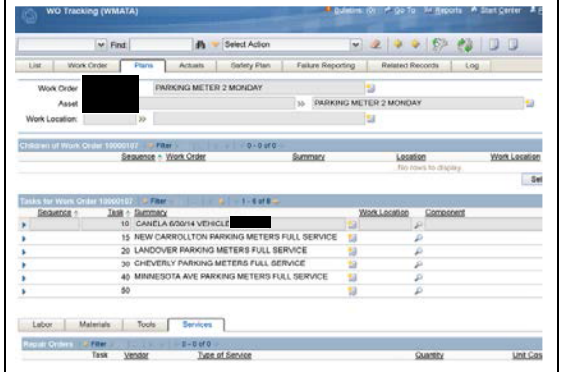 WO Tracking (WMATA)
Bulletins: (0) Go To Reports Start Center
Find: Select Action
List Work Order Plans Actuals Safety Plan Failure Reporting Related Records Log
Work Order PARKING METER 2 MONDAY
Asset PARKING METER 2 MONDAY
Work Location:
Children of Work Order 10000107 Filter 0 - 0 of 0
Sequence Work Order Summary Location Work Location
No rows to display
Sel
Tasks for Work Order 10000107 Filter 1 - 6 of 6
Sequence Task Summary Work Location Component
10 CANELA 6/30/14 VEHICLE
15 NEW CARROLLTON PARKING METERS FULL SERVICE
20 LANDOVER PARKING METERS FULL SERVICE
30 CHEVERLY PARKING METERS FULL SERVICE
40 MINNESOTA AVE PARKING METERS FULL SERVICE
50
Labor Materials Tools Services
Repair Orders Filter 0 - 0 of 0
Task Vendor Type of Service Quantity Unit Cos